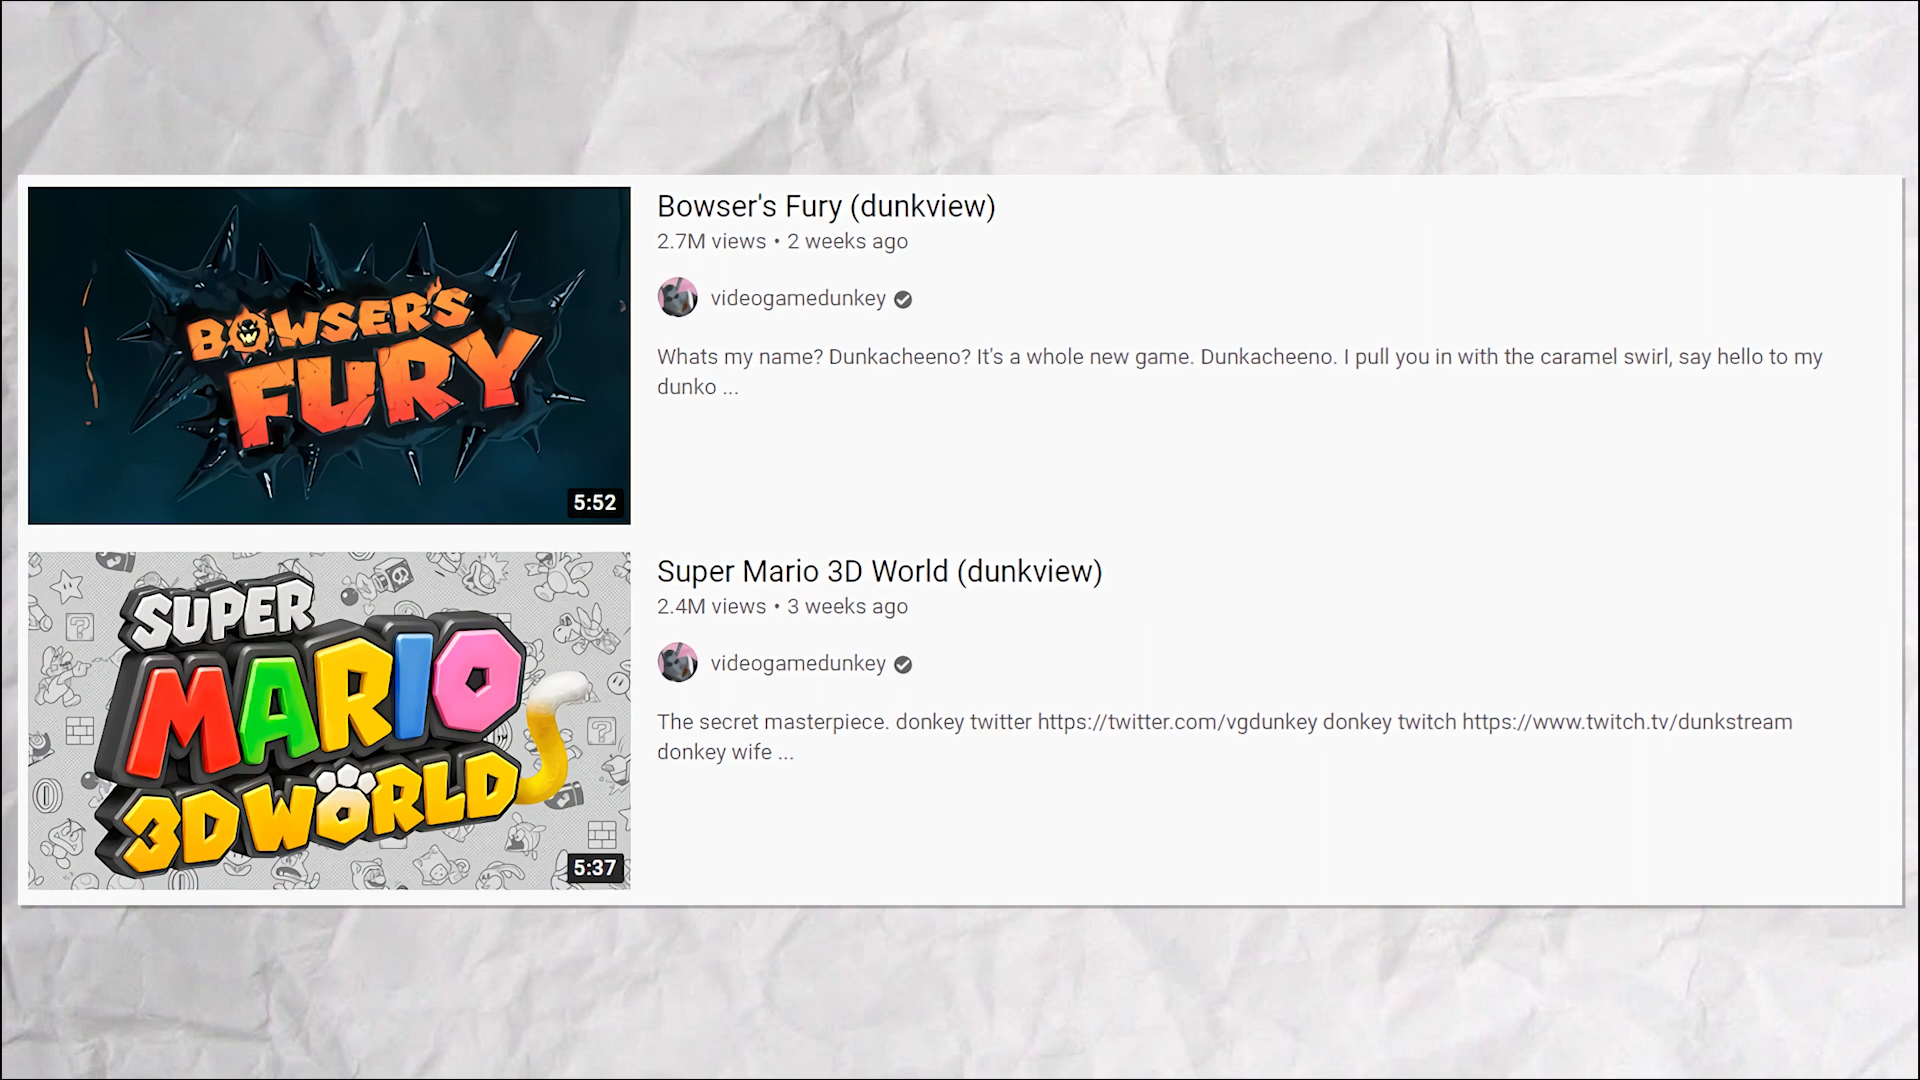 BOWSER'S
FURY
5:52
Bowser's Fury (dunkview)
2.7M views • 2 weeks ago
videogamedunkey
Whats my name? Dunkacheeno? It's a whole new game. Dunkacheeno. I pull you in with the caramel swirl, say hello to my
dunko ...
SUPER
MARIO
3D WORLD
5:37
Super Mario 3D World (dunkview)
2.4M views • 3 weeks ago
videogamedunkey
The secret masterpiece. donkey twitter https://twitter.com/vgdunkey donkey twitch https://www.twitch.tv/dunkstream
donkey wife ...